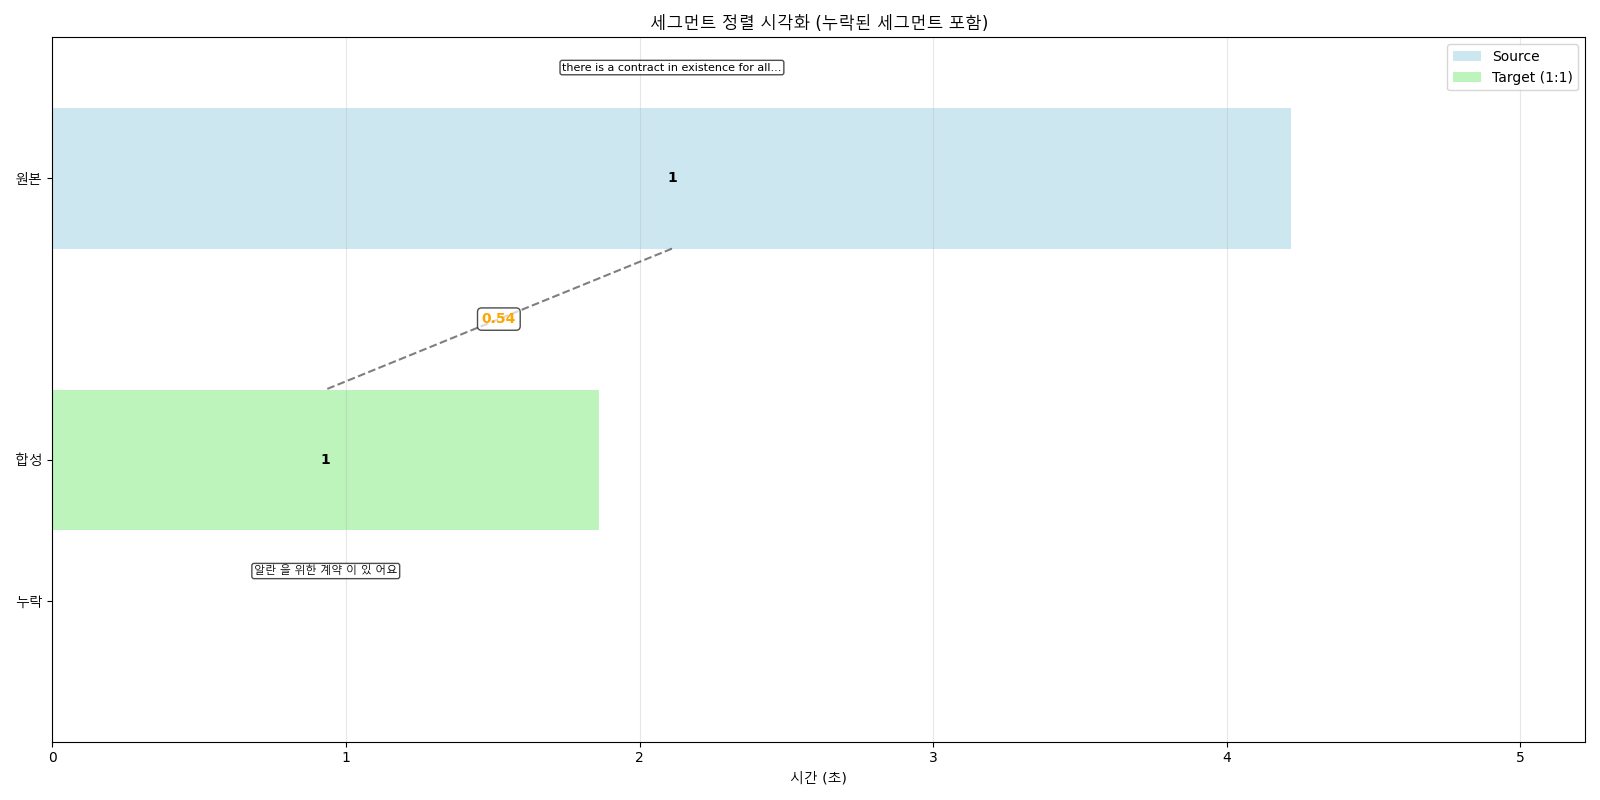 세그먼트 정렬 시각화 (누락된 세그먼트 포함)
there is a contract in existence for all...
Source
Target (1:1)
원본
1
0.54
합성
1
알란 을 위한 계약 이 있 어요
누락
0 1 2 3 4 5
시간 (초)